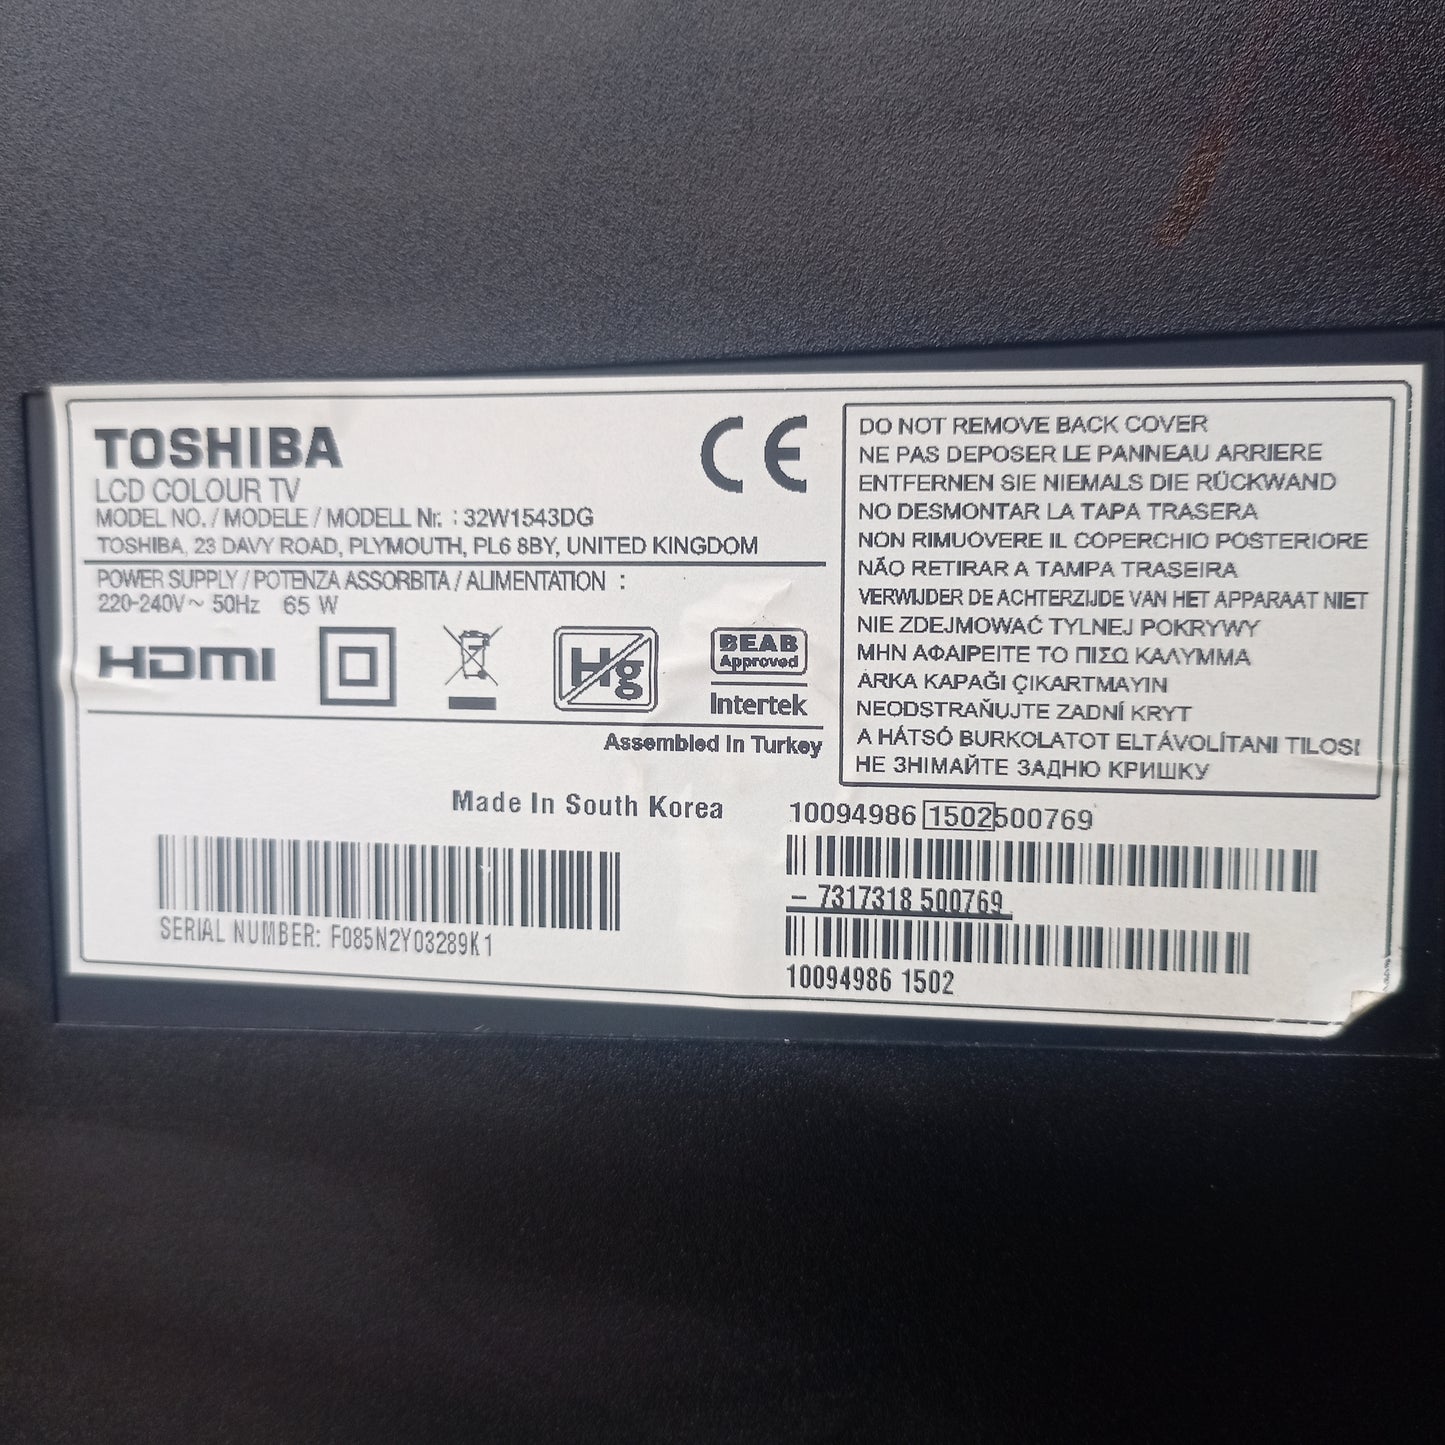 TOSHIBA
LCD COLOUR TV
MODEL NO. / MODELE / MODELL Nr. : 32W1543DG
TOSHIBA, 23 DAVY ROAD, PLYMOUTH, PL6 8BY, UNITED KINGDOM
POWER SUPPLY / POTENZA ASSORBITA / ALIMENTATION :
220-240V~ 50Hz 65 W
HDMI
Hg
BEAB
Approved
Intertek
Assembled In Turkey
CE
DO NOT REMOVE BACK COVER
NE PAS DEPOSER LE PANNEAU ARRIERE
ENTFERNEN SIE NIEMALS DIE RÜCKWAND
NO DESMONTAR LA TAPA TRASERA
NON RIMUOVERE IL COPERCHIO POSTERIORE
NÃO RETIRAR A TAMPA TRASEIRA
VERWIJDER DE ACHTERZIJDE VAN HET APPARAAT NIET
NIE ZDEJMOWAĆ TYLNEJ POKRYWY
ΜΗΝ ΑΦΑΙΡΕΙΤΕ ΤΟ ΠΙΣΩ ΚΑΛΥΜΜΑ
ARKA KAPAĞI ÇIKARTMAYIN
NEODSTRAŇUJTE ZADNÍ KRYT
A HÁTSÓ BURKOLATOT ELTÁVOLÍTANI TILOS!
НЕ ЗНІМАЙТЕ ЗАДНЮ КРИШКУ
Made In South Korea
SERIAL NUMBER: F085N2Y03289K1
10094986 1502 500769
– 7317318 500769
10094986 1502